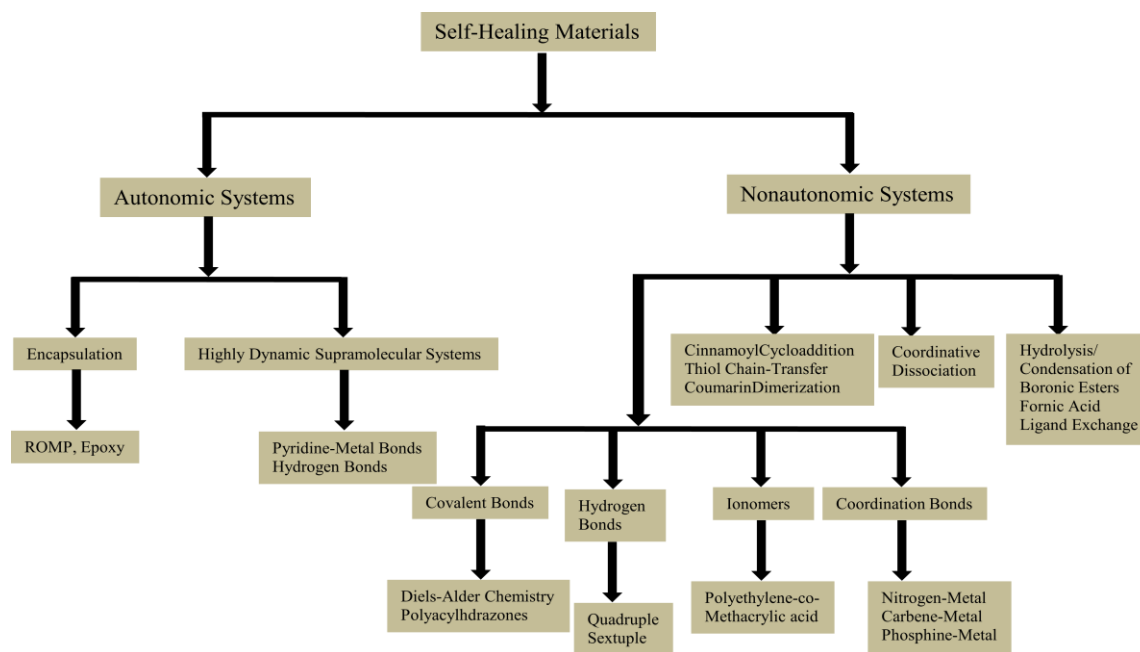 Self-Healing Materials
Autonomic Systems
Nonautonomic Systems
Encapsulation
Highly Dynamic Supramolecular Systems
CinnamoylCycloaddition
Thiol Chain-Transfer
CoumarinDimerization
Coordinative
Dissociation
Hydrolysis/
Condensation of
Boronic Esters
Fornic Acid
Ligand Exchange
ROMP, Epoxy
Pyridine-Metal Bonds
Hydrogen Bonds
Covalent Bonds
Hydrogen
Bonds
Ionomers
Coordination Bonds
Diels-Alder Chemistry
Polyacylhdrazones
Quadruple
Sextuple
Polyethylene-co-
Methacrylic acid
Nitrogen-Metal
Carbene-Metal
Phosphine-Metal